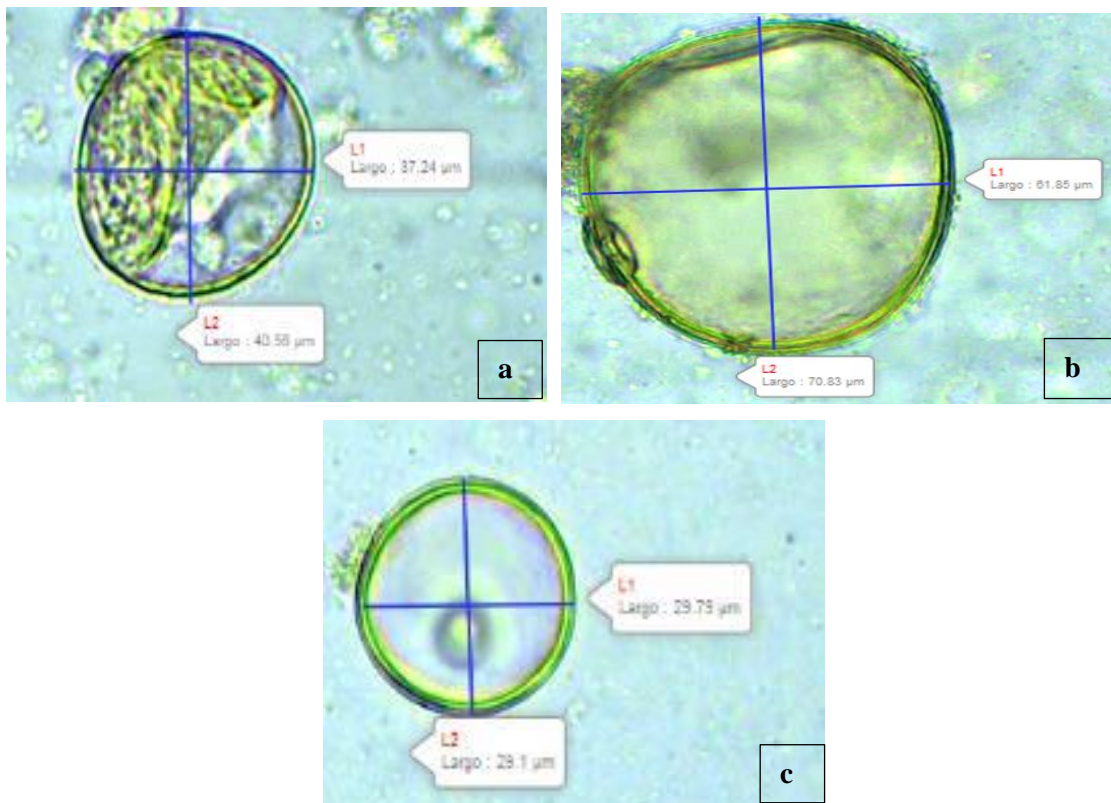 L1
Largo : 37.24 µm
L2
Largo : 40.56 µm
a
L1
Largo : 61.85 µm
L2
Largo : 70.83 µm
b
L1
Largo : 29.79 µm
L2
Largo : 29.1 µm
c